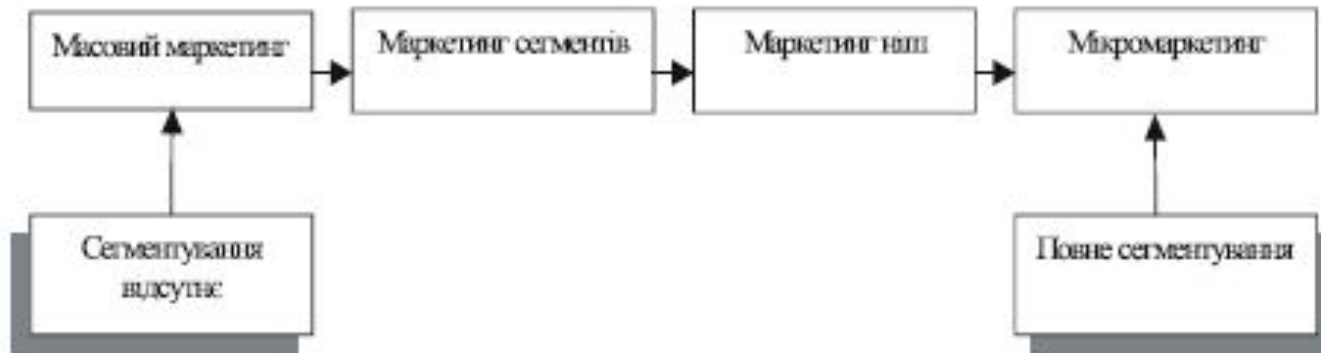 Масовий маркетинг
Маркетинг сегментів
Маркетинг ніш
Мікромаркетинг
Сегментування
відсутнє
Повне сегментування